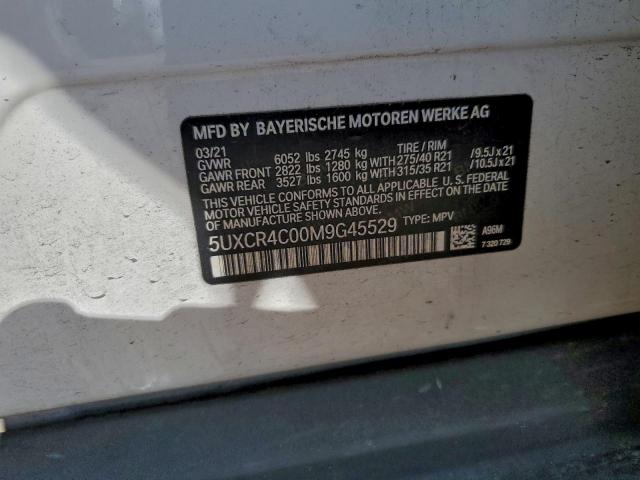 MFD BY BAYERISCHE MOTOREN WERKE AG
03/21 TIRE / RIM
GVWR 6052 lbs 2745 kg
GAWR FRONT 2822 lbs 1280 kg WITH 275/40 R21 /9.5J x 21
GAWR REAR 3527 lbs 1600 kg WITH 315/35 R21 /10.5J x 21
THIS VEHICLE CONFORMS TO ALL APPLICABLE U. S. FEDERAL
MOTOR VEHICLE SAFETY STANDARDS IN EFFECT ON THE DATE
OF MANUFACTURE SHOWN ABOVE.
5UXCR4C00M9G45529 TYPE: MPV
A96M
7 320 729